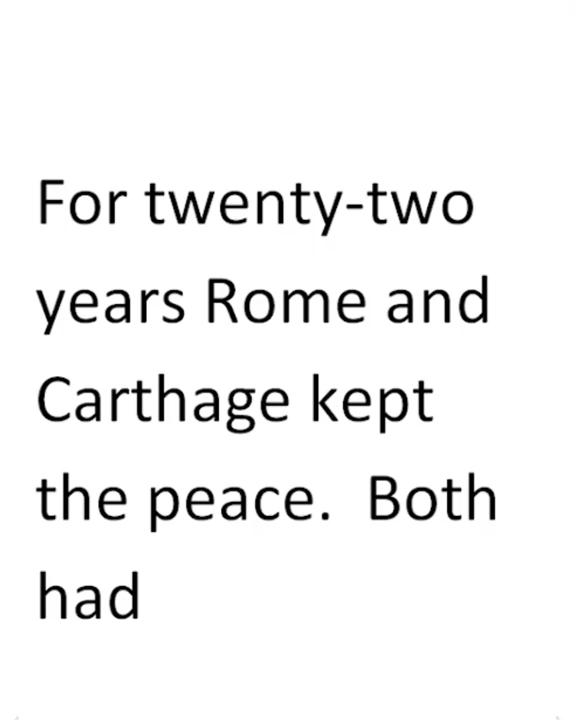 For twenty-two
years Rome and
Carthage kept
the peace.  Both
had